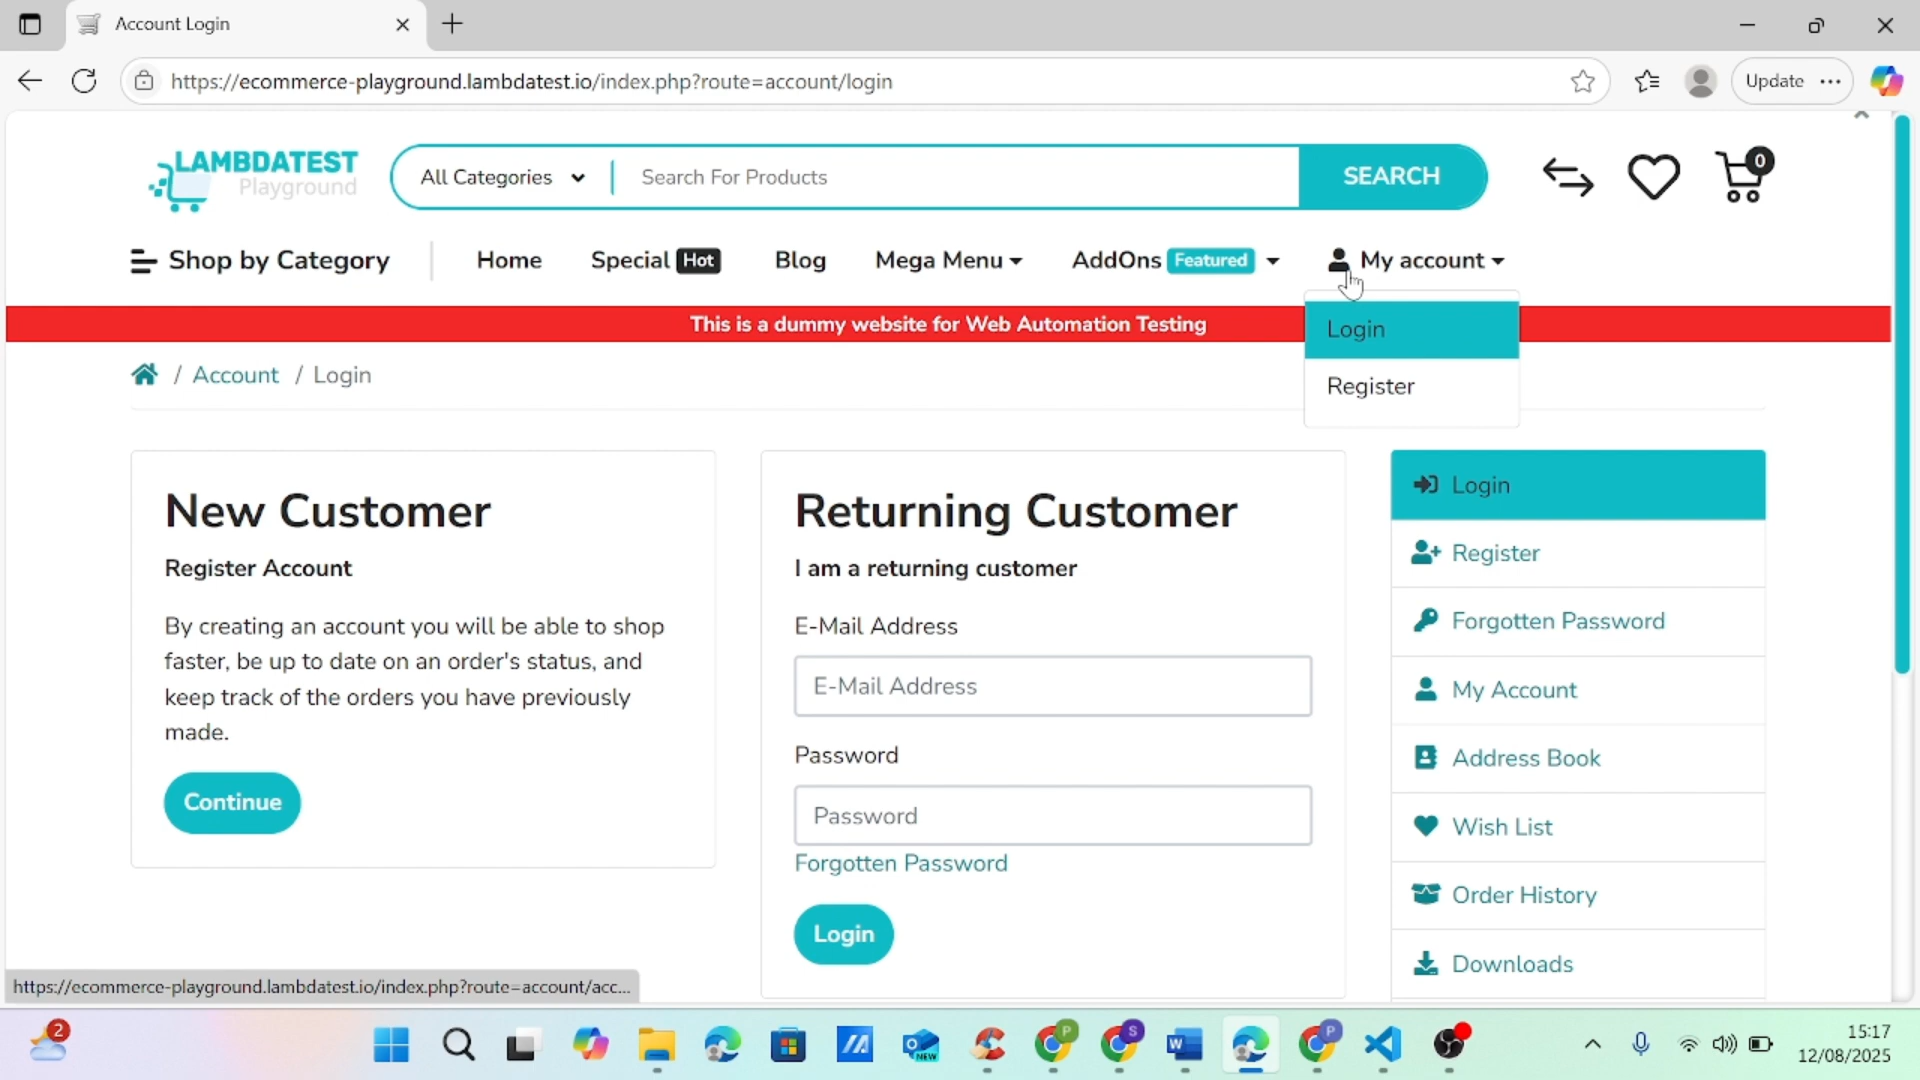 Account Login
https://ecommerce-playground.lambdatest.io/index.php?route=account/login
Update
LAMBDATEST
Playground
All Categories
Search For Products
SEARCH
0
Shop by Category
Home
Special Hot
Blog
Mega Menu
AddOns Featured
My account
This is a dummy website for Web Automation Testing
Login
Register
/ Account / Login
New Customer
Register Account
By creating an account you will be able to shop
faster, be up to date on an order's status, and
keep track of the orders you have previously
made.
Continue
Returning Customer
I am a returning customer
E-Mail Address
E-Mail Address
Password
Password
Forgotten Password
Login
Login
Register
Forgotten Password
My Account
Address Book
Wish List
Order History
Downloads
https://ecommerce-playground.lambdatest.io/index.php?route=account/acc...
2
NEW
P
S
W
P
15:17
12/08/2025